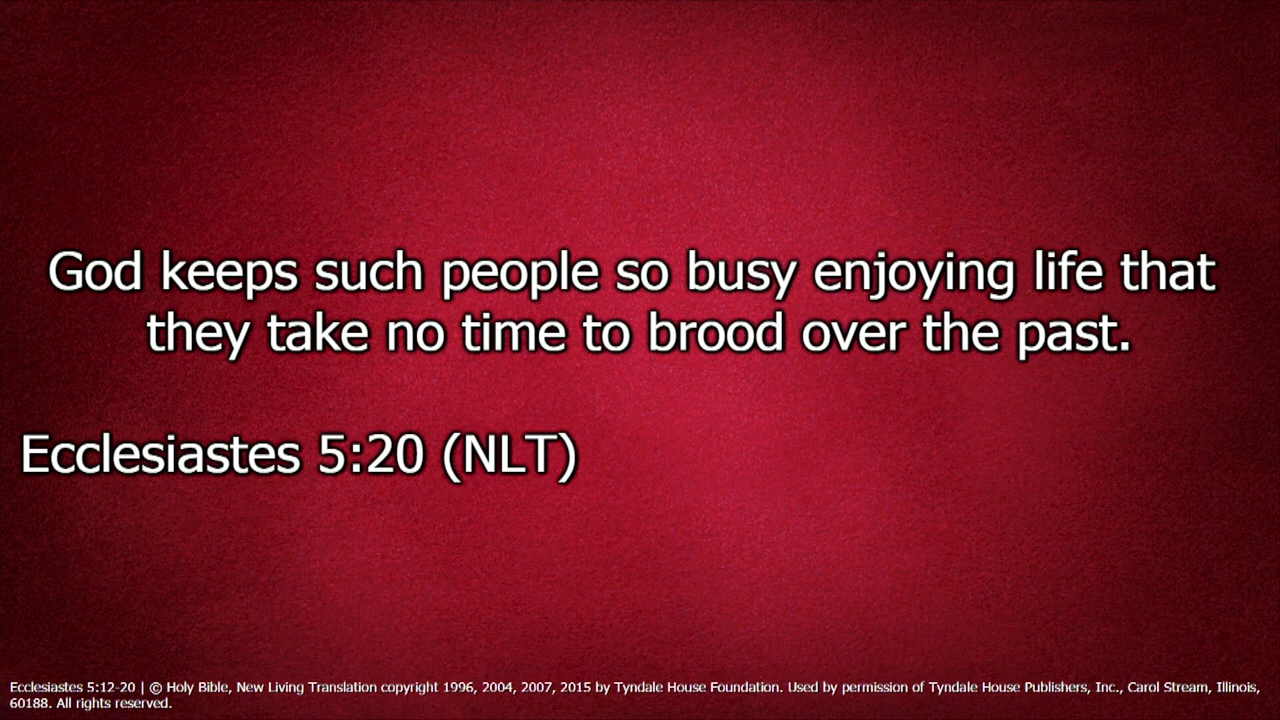 God keeps such people so busy enjoying life that
they take no time to brood over the past.
Ecclesiastes 5:20 (NLT)
Ecclesiastes 5:12-20 | © Holy Bible, New Living Translation copyright 1996, 2004, 2007, 2015 by Tyndale House Foundation. Used by permission of Tyndale House Publishers, Inc., Carol Stream, Illinois,
60188. All rights reserved.